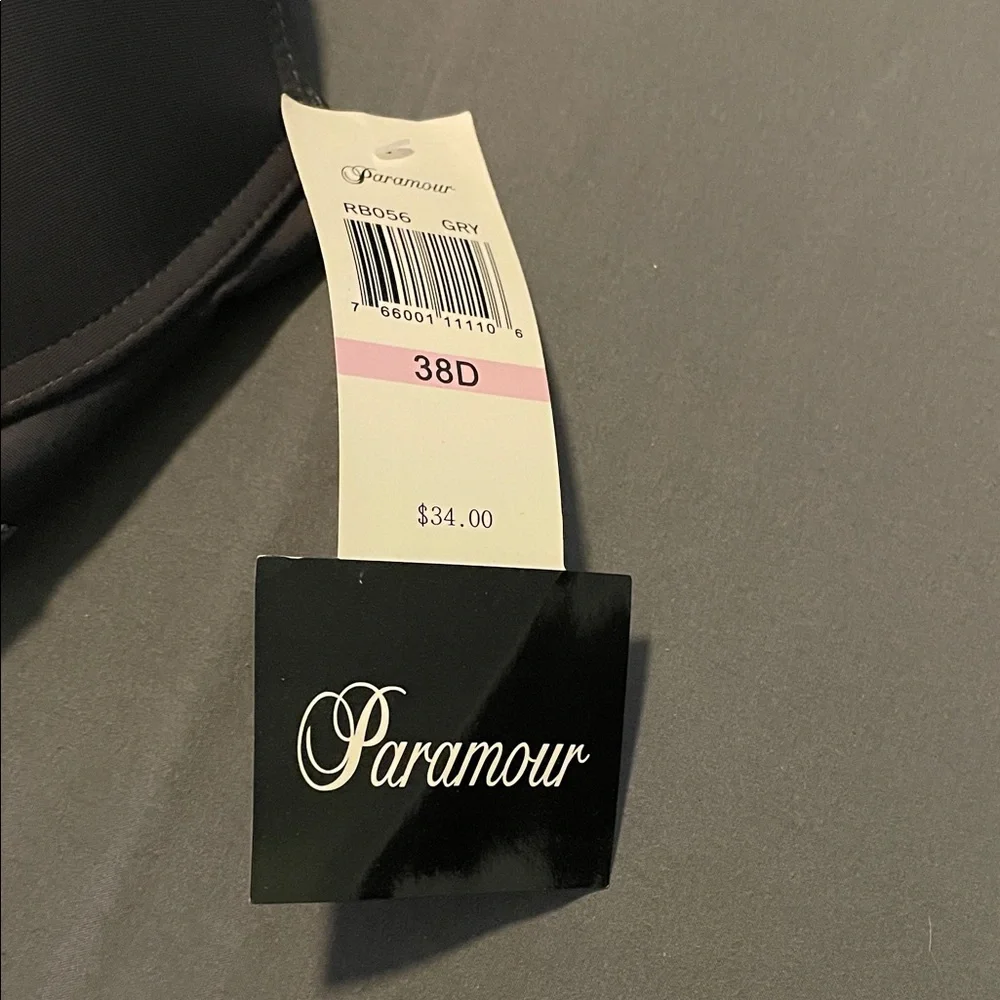 Paramour
RB056 GRY
7 66001 11110 6
38D
$34.00
Paramour